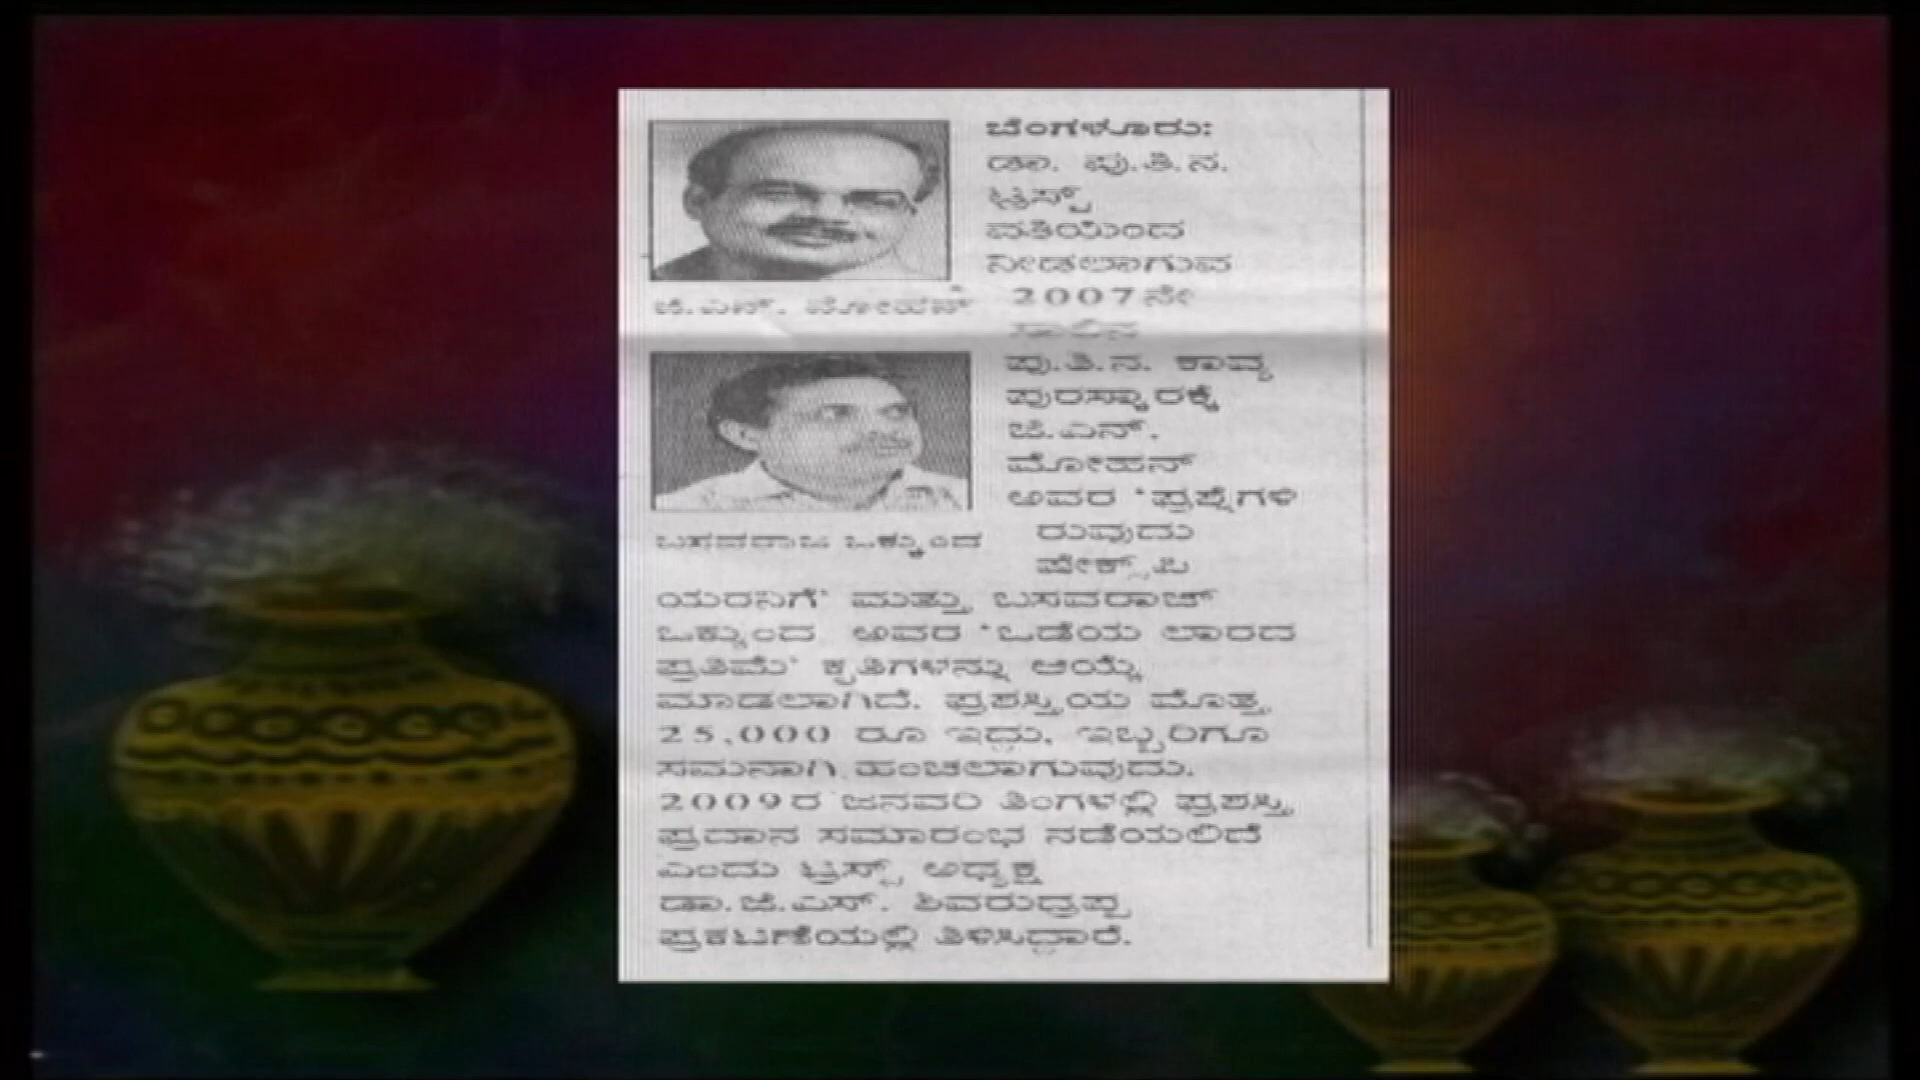 ಬೆಂಗಳೂರು:
ಡಾ. ಪು.ತಿ.ನ.
ಟ್ರಸ್ಟ್
ವತಿಯಿಂದ
ನೀಡಲಾಗುವ
ಜಿ.ಎನ್. ಮೋಹನ್
2007ನೇ
ಸಾಲಿನ
ಪು.ತಿ.ನ. ಕಾವ್ಯ
ಪುರಸ್ಕಾರಕ್ಕೆ
ಜಿ.ಎನ್.
ಮೋಹನ್
ಅವರ 'ಪ್ರಶ್ನೆಗಳಿ
ಬಸವರಾಜ ಒಕ್ಕುಂದ
ರುವುದು
ಷೇಕ್ಸ್‌ಪಿ
ಯರನಿಗೆ' ಮತ್ತು ಬಸವರಾಜ್
ಒಕ್ಕುಂದ ಅವರ 'ಒಡೆಯ ಲಾರದ
ಪ್ರತಿಮೆ' ಕೃತಿಗಳನ್ನು ಆಯ್ಕೆ
ಮಾಡಲಾಗಿದೆ. ಪ್ರಶಸ್ತಿಯ ಮೊತ್ತ
25,000 ರೂ ಇದ್ದು, ಇಬ್ಬರಿಗೂ
ಸಮನಾಗಿ ಹಂಚಲಾಗುವುದು.
2009ರ ಜನವರಿ ತಿಂಗಳಲ್ಲಿ ಪ್ರಶಸ್ತಿ
ಪ್ರದಾನ ಸಮಾರಂಭ ನಡೆಯಲಿದೆ
ಎಂದು ಟ್ರಸ್ಟ್ ಅಧ್ಯಕ್ಷ
ಡಾ.ಜಿ.ಎಸ್. ಶಿವರುದ್ರಪ್ಪ
ಪ್ರಕಟಣೆಯಲ್ಲಿ ತಿಳಿಸಿದ್ದಾರೆ.